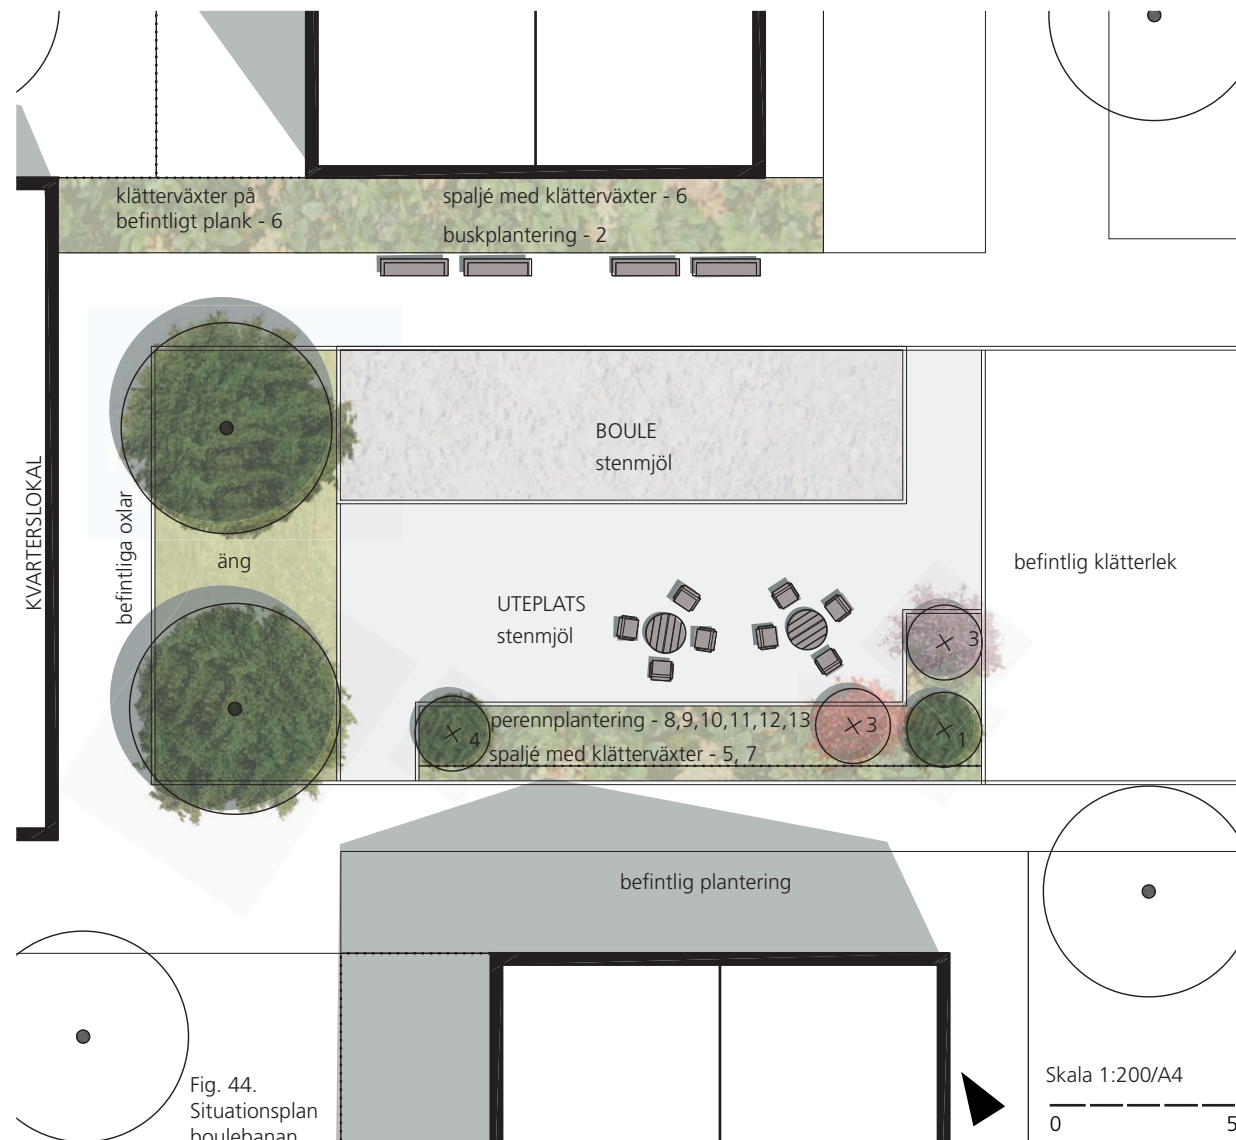 klätterväxter på
befintligt plank - 6
spaljé med klätterväxter - 6
buskplantering - 2
KVARTERSLOKAL
befintliga oxlar
äng
BOULE
stenmjöl
UTEPLATS
stenmjöl
befintlig klätterlek
3
4
perennplantering - 8,9,10,11,12,13
3
1
spaljé med klätterväxter - 5, 7
befintlig plantering
Fig. 44.
Situationsplan
boulebanan
Skala 1:200/A4
0 5